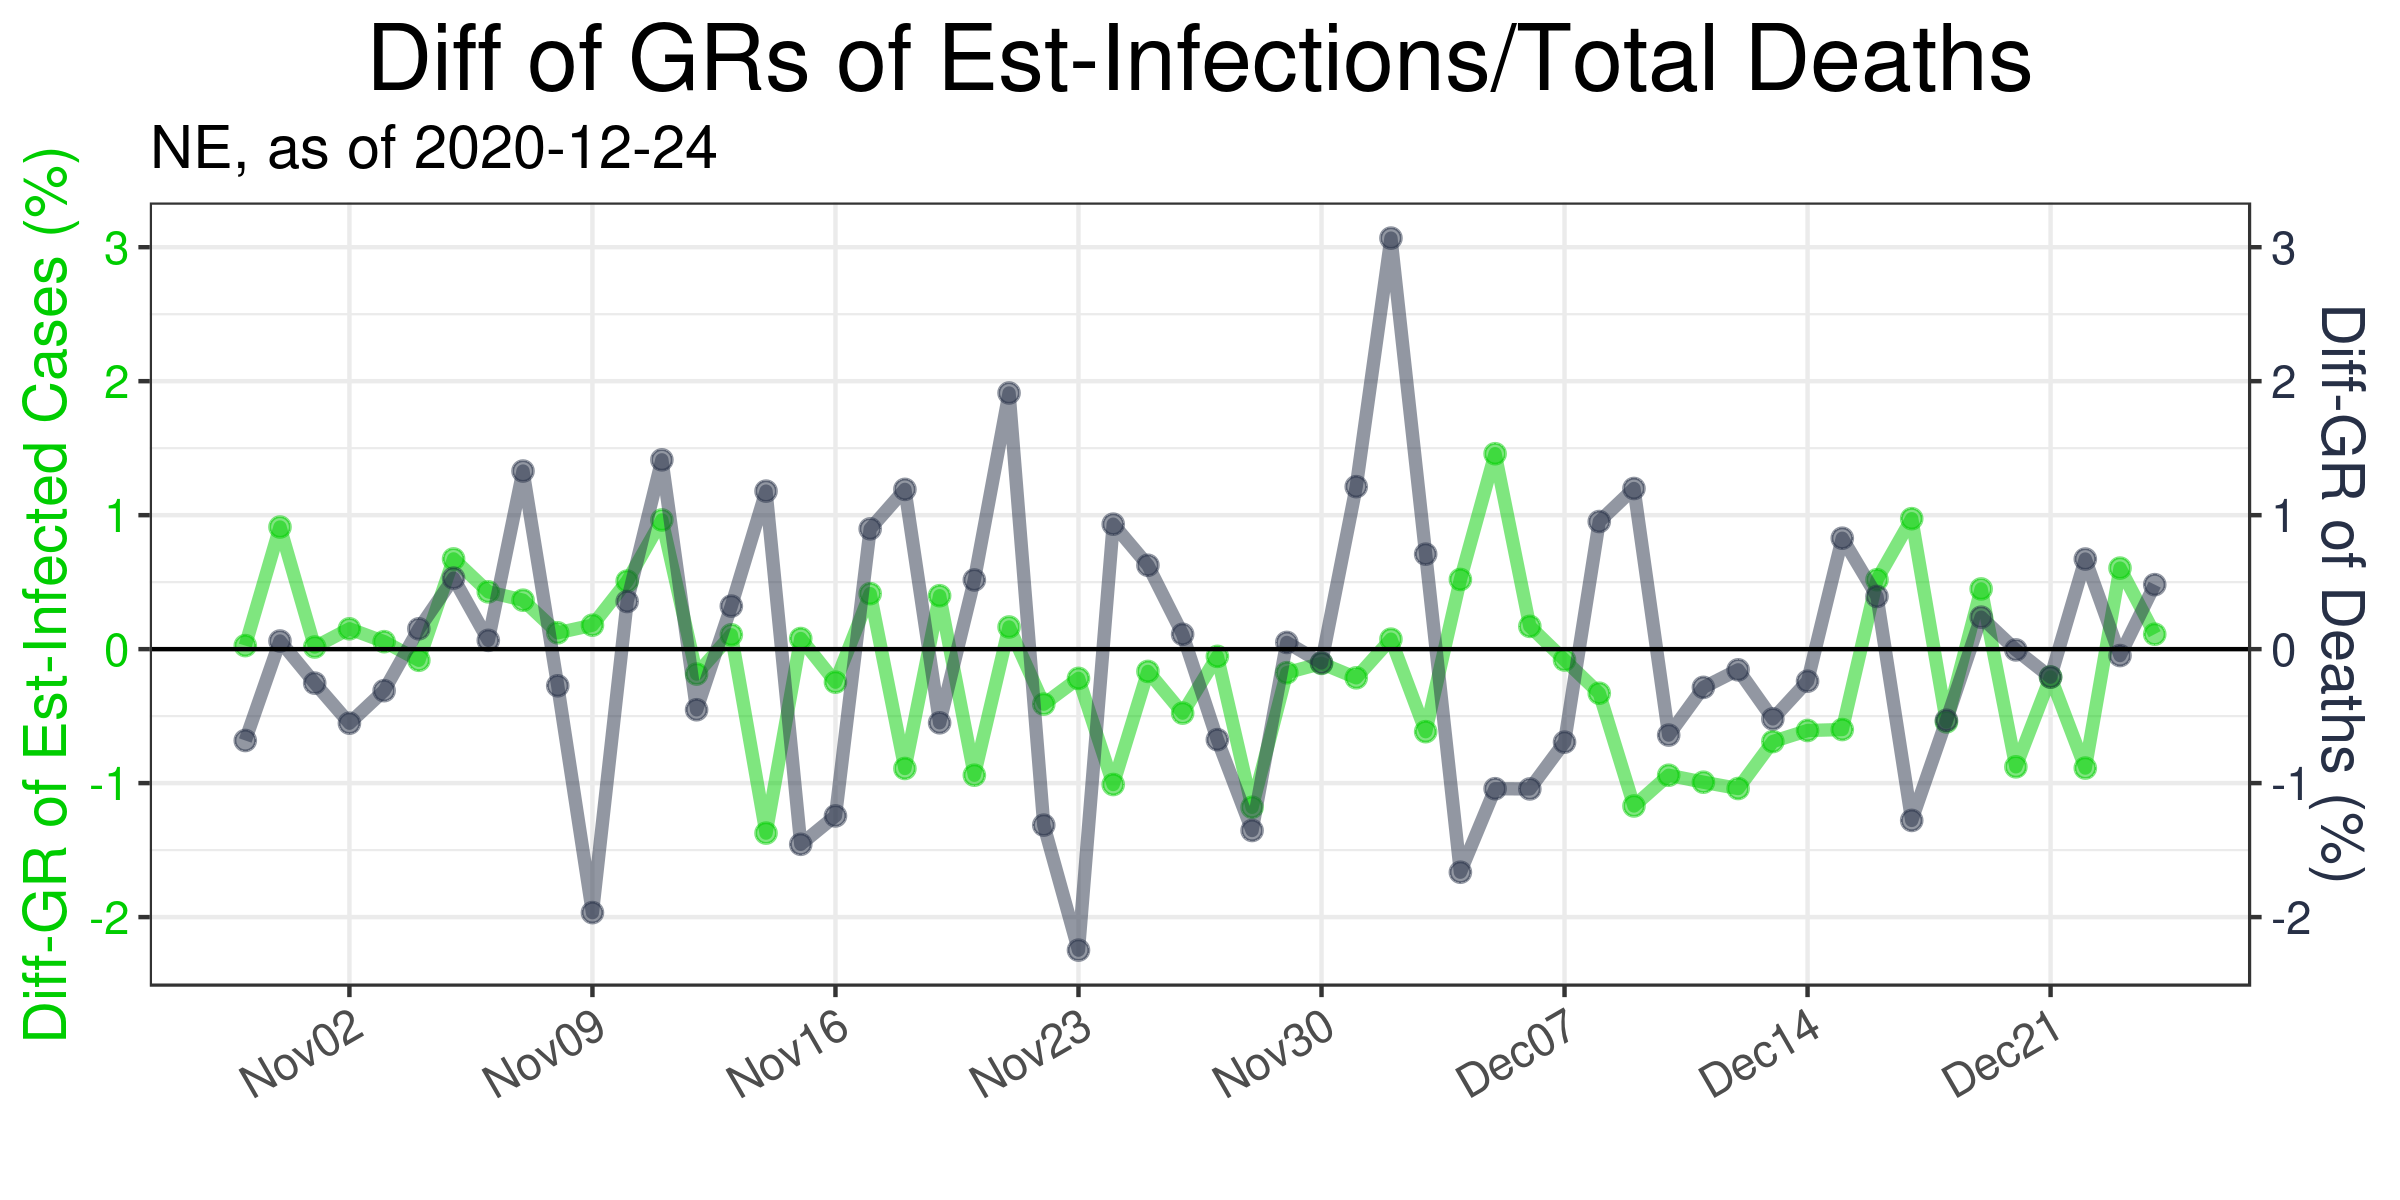 Diff of GRs of Est-Infections/Total Deaths
NE, as of 2020-12-24
Diff-GR of Est-Infected Cases (%)
3
2
1
0
-1
-2
3
2
1
0
-1
-2
Diff-GR of Deaths (%)
Nov02
Nov09
Nov16
Nov23
Nov30
Dec07
Dec14
Dec21